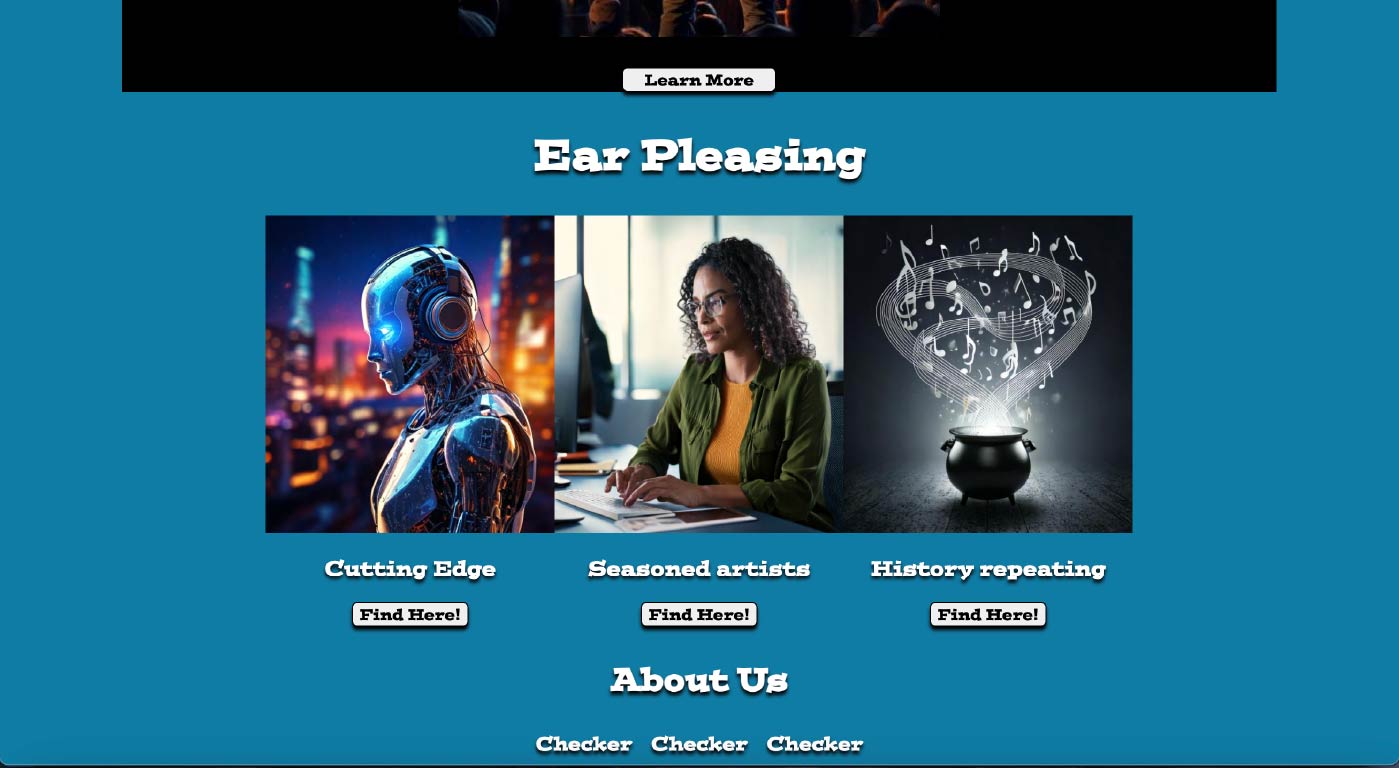 Learn More
Ear Pleasing
Cutting Edge Seasoned artists History repeating
Find Here! Find Here! Find Here!
About Us
Checker Checker Checker